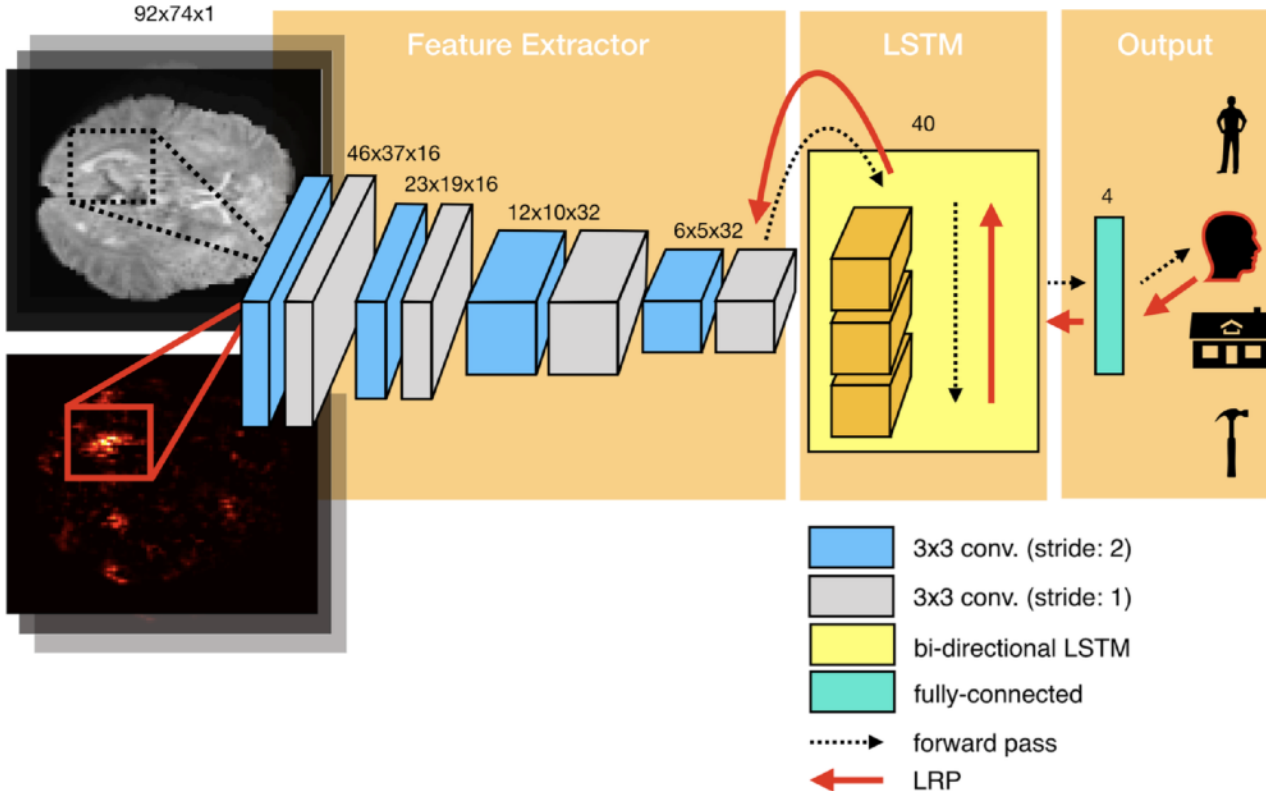 92x74x1
Feature Extractor
LSTM
Output
40
46x37x16
23x19x16
12x10x32
6x5x32
4
3x3 conv. (stride: 2)
3x3 conv. (stride: 1)
bi-directional LSTM
fully-connected
forward pass
LRP